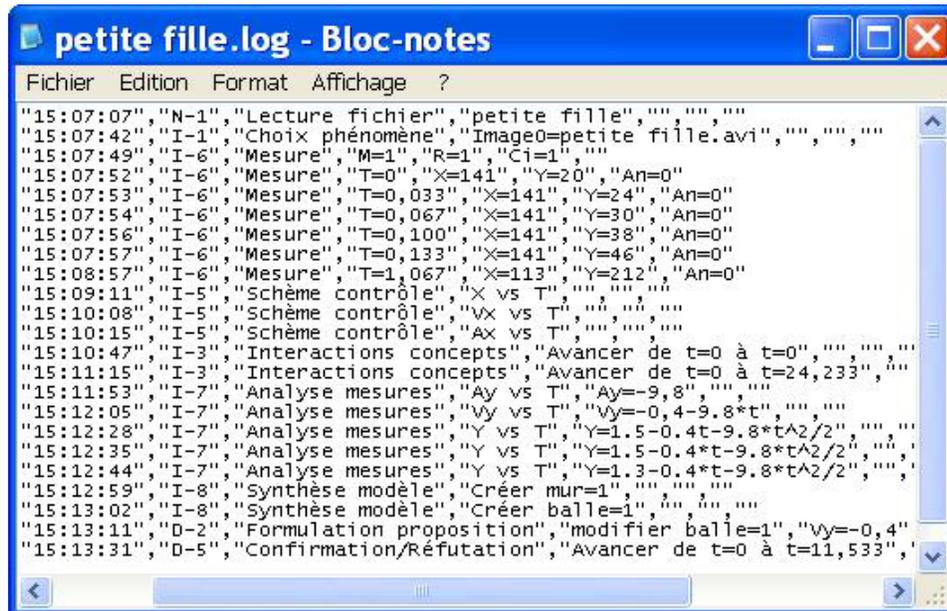 petite fille.log - Bloc-notes
Fichier Edition Format Affichage ?
"15:07:07","N-1","Lecture fichier","petite fille","","",""
"15:07:42","I-1","Choix phénomène","Image0=petite fille.avi","","",""
"15:07:49","I-6","Mesure","M=1","R=1","Ci=1",""
"15:07:52","I-6","Mesure","T=0","X=141","Y=20","An=0"
"15:07:53","I-6","Mesure","T=0,033","X=141","Y=24","An=0"
"15:07:54","I-6","Mesure","T=0,067","X=141","Y=30","An=0"
"15:07:56","I-6","Mesure","T=0,100","X=141","Y=38","An=0"
"15:07:57","I-6","Mesure","T=0,133","X=141","Y=46","An=0"
"15:08:57","I-6","Mesure","T=1,067","X=113","Y=212","An=0"
"15:09:11","I-5","Schème contrôle","X vs T","","",""
"15:10:08","I-5","Schème contrôle","Vx vs T","","",""
"15:10:15","I-5","Schème contrôle","Ax vs T","","",""
"15:10:47","I-3","Interactions concepts","Avancer de t=0 à t=0","","","
"15:11:15","I-3","Interactions concepts","Avancer de t=0 à t=24,233",""
"15:11:53","I-7","Analyse mesures","Ay vs T","Ay=-9,8","",""
"15:12:05","I-7","Analyse mesures","Vy vs T","Vy=-0,4-9.8*t","",""
"15:12:28","I-7","Analyse mesures","Y vs T","Y=1.5-0.4t-9.8*t^2/2","",""
"15:12:35","I-7","Analyse mesures","Y vs T","Y=1.5-0.4*t-9.8*t^2/2","",
"15:12:44","I-7","Analyse mesures","Y vs T","Y=1.3-0.4*t-9.8*t^2/2","",
"15:12:59","I-8","Synthèse modèle","Créer mur=1","","",""
"15:13:02","I-8","Synthèse modèle","Créer balle=1","","",""
"15:13:11","D-2","Formulation proposition","modifier balle=1","Vy=-0,4"
"15:13:31","D-5","Confirmation/Réfutation","Avancer de t=0 à t=11,533","